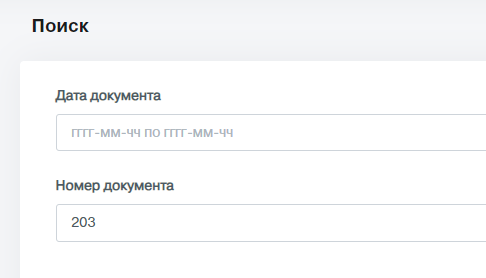 Поиск
Дата документа
гггг-мм-чч по гггг-мм-чч
Номер документа
203